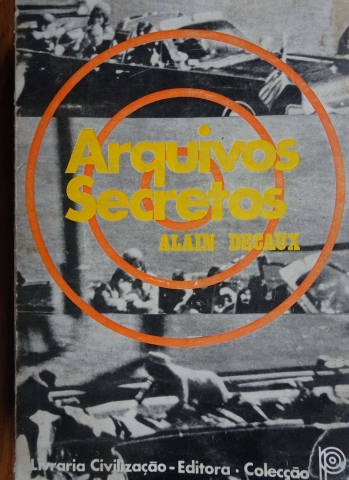 Arquivos
Secretos
ALAIN DECAUX
Livraria Civilização-Editora · Colecção